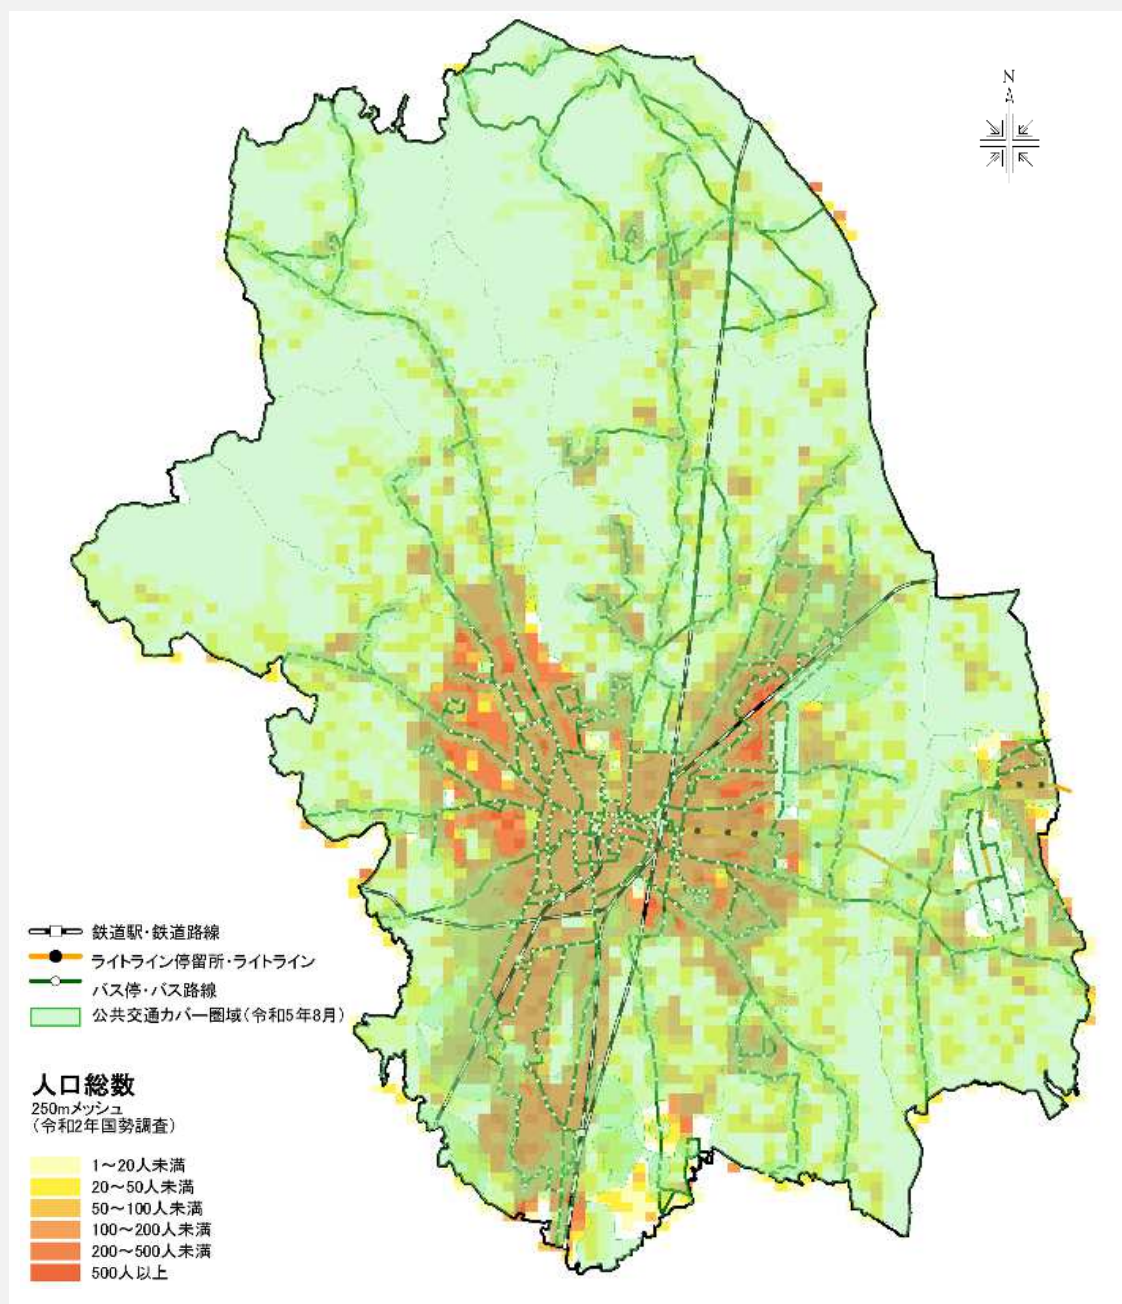 N
鉄道駅・鉄道路線
ライトライン停留所・ライトライン
バス停・バス路線
公共交通カバー圏域(令和5年8月)
人口総数
250mメッシュ
(令和2年国勢調査)
1～20人未満
20～50人未満
50～100人未満
100～200人未満
200～500人未満
500人以上